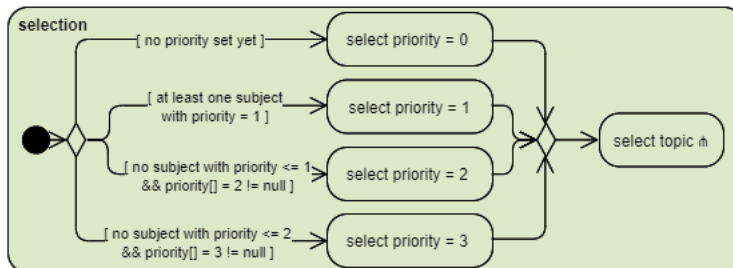 selection
[ no priority set yet ]
select priority = 0
[ at least one subject
with priority = 1 ]
select priority = 1
[ no subject with priority <= 1
&& priority[] = 2 != null ]
select priority = 2
[ no subject with priority <= 2
&& priority[] = 3 != null ]
select priority = 3
select topic ⋔